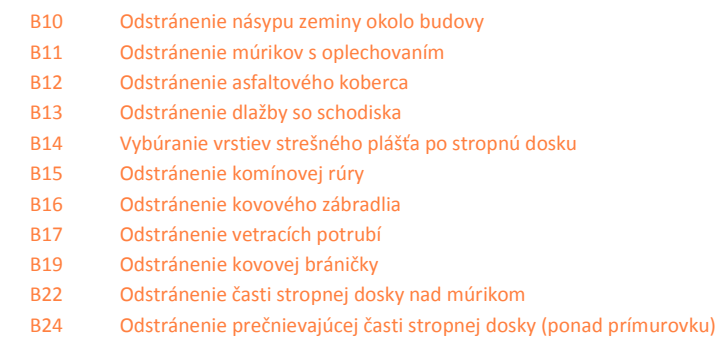 B10 Odstránenie násypu zeminy okolo budovy
B11 Odstránenie múrikov s oplechovaním
B12 Odstránenie asfaltového koberca
B13 Odstránenie dlažby so schodiska
B14 Vybúranie vrstiev strešného plášťa po stropnú dosku
B15 Odstránenie komínovej rúry
B16 Odstránenie kovového zábradlia
B17 Odstránenie vetracích potrubí
B19 Odstránenie kovovej bráničky
B22 Odstránenie časti stropnej dosky nad múrikom
B24 Odstránenie prečnievajúcej časti stropnej dosky (ponad prímurovku)